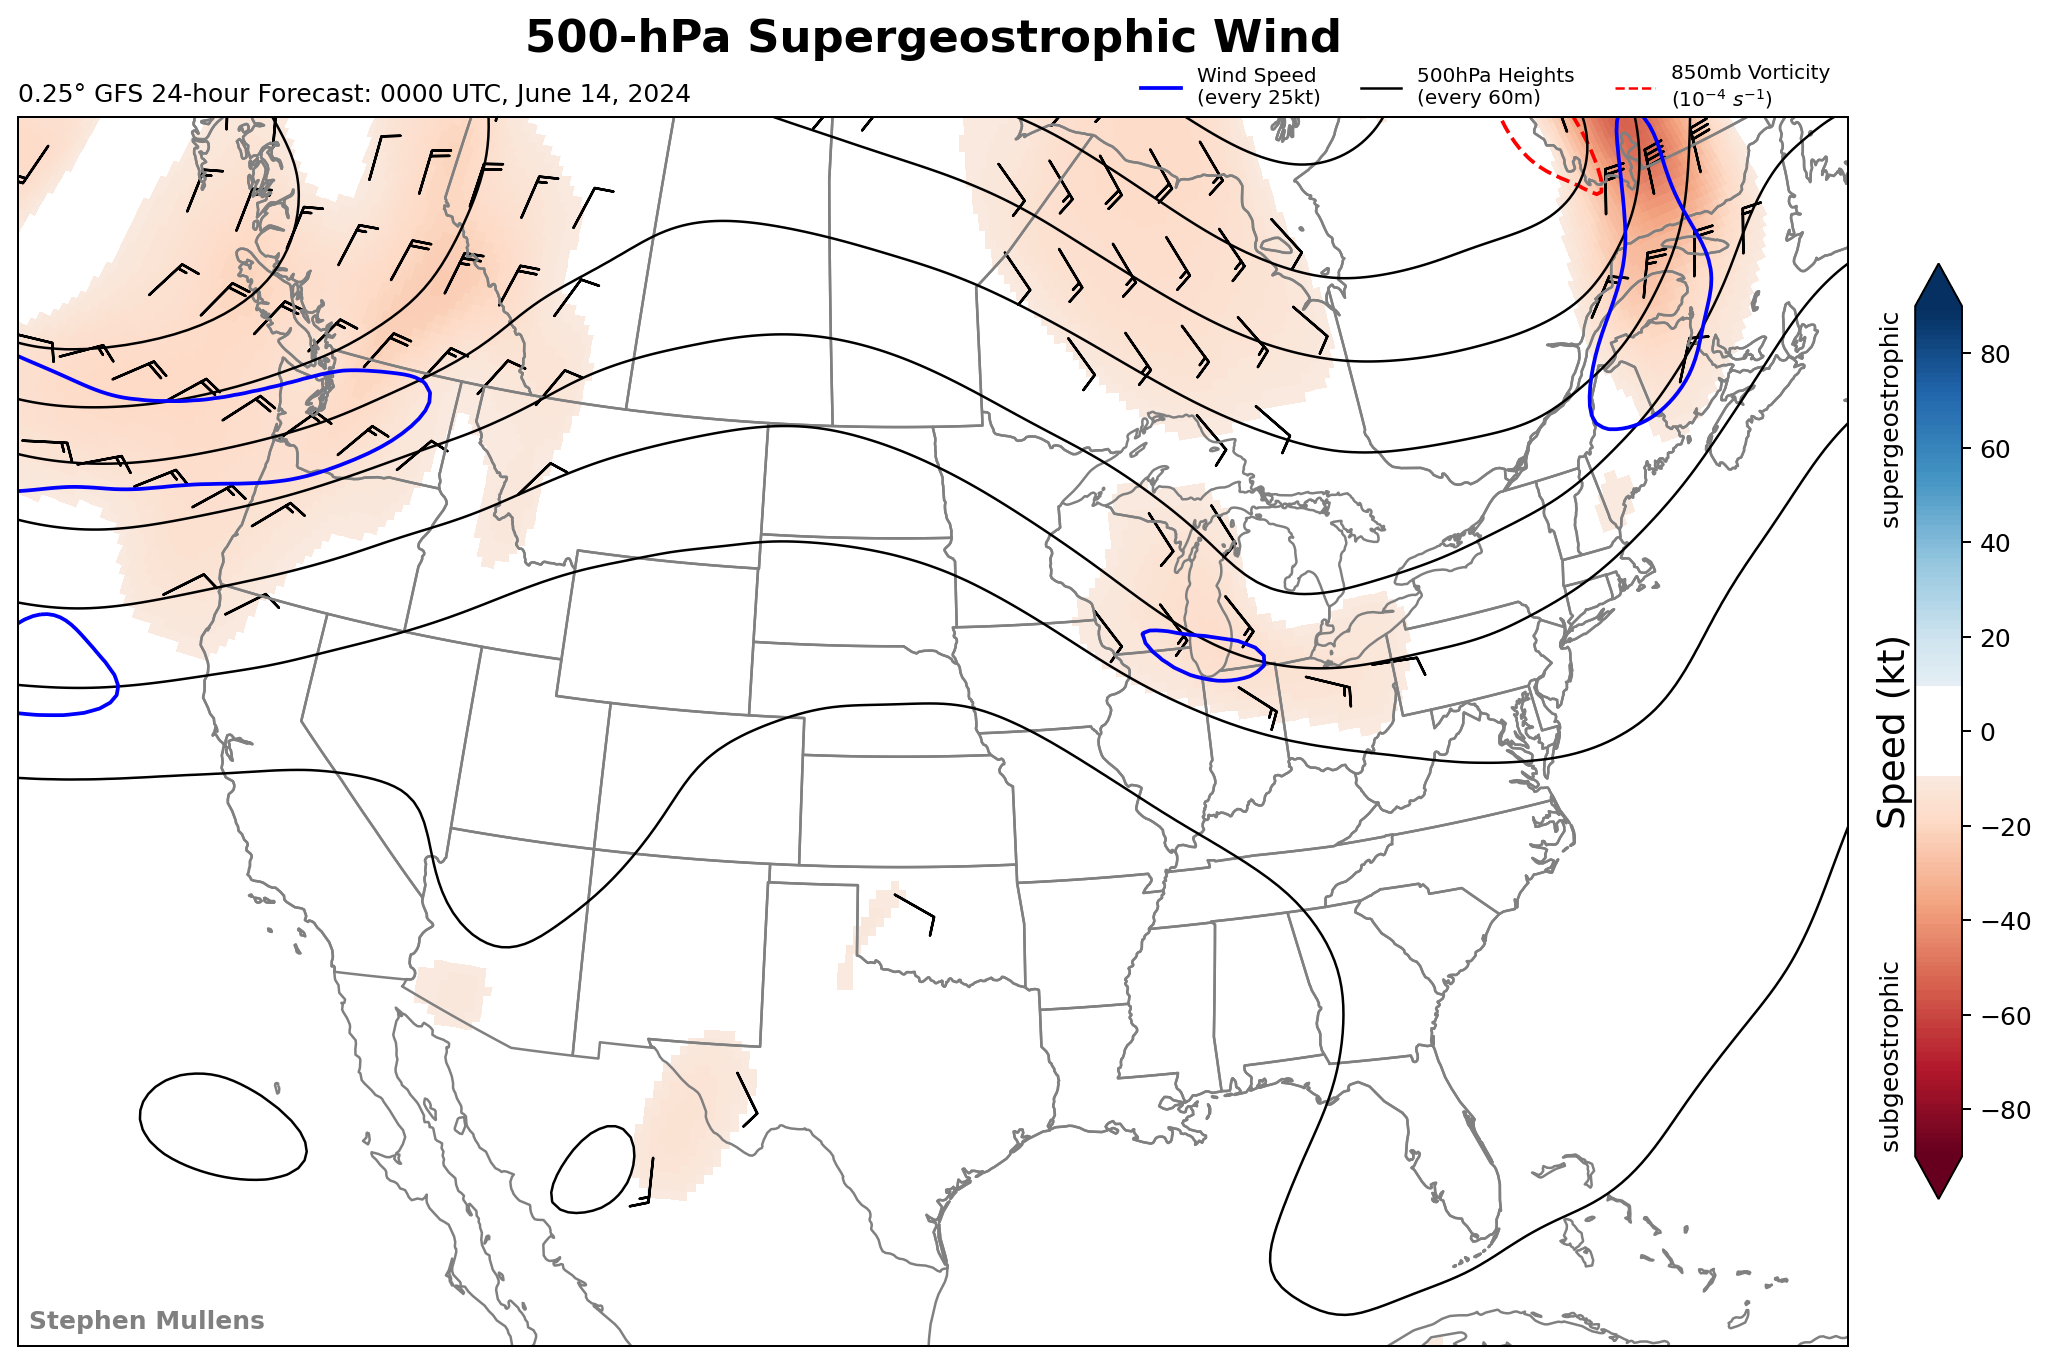 500-hPa Supergeostrophic Wind
0.25° GFS 24-hour Forecast: 0000 UTC, June 14, 2024
Wind Speed
(every 25kt)
500hPa Heights
(every 60m)
850mb Vorticity
(10⁻⁴ s⁻¹)
supergeostrophic
Speed (kt)
subgeostrophic
80
60
40
20
0
−20
−40
−60
−80
Stephen Mullens